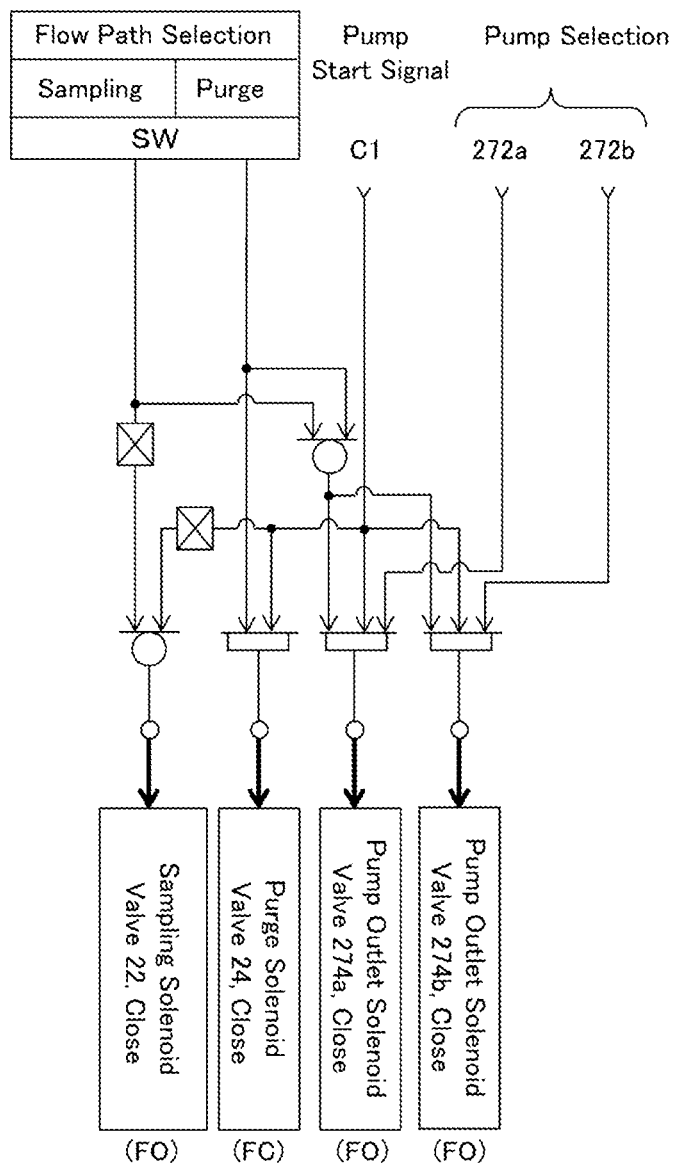 Flow Path Selection
Sampling
Purge
SW
Pump
Start Signal
Pump Selection
C1
272a
272b
Sampling Solenoid
Valve 22, Close
Purge Solenoid
Valve 24, Close
Pump Outlet Solenoid
Valve 274a, Close
Pump Outlet Solenoid
Valve 274b, Close
(FO)
(FC)
(FO)
(FO)